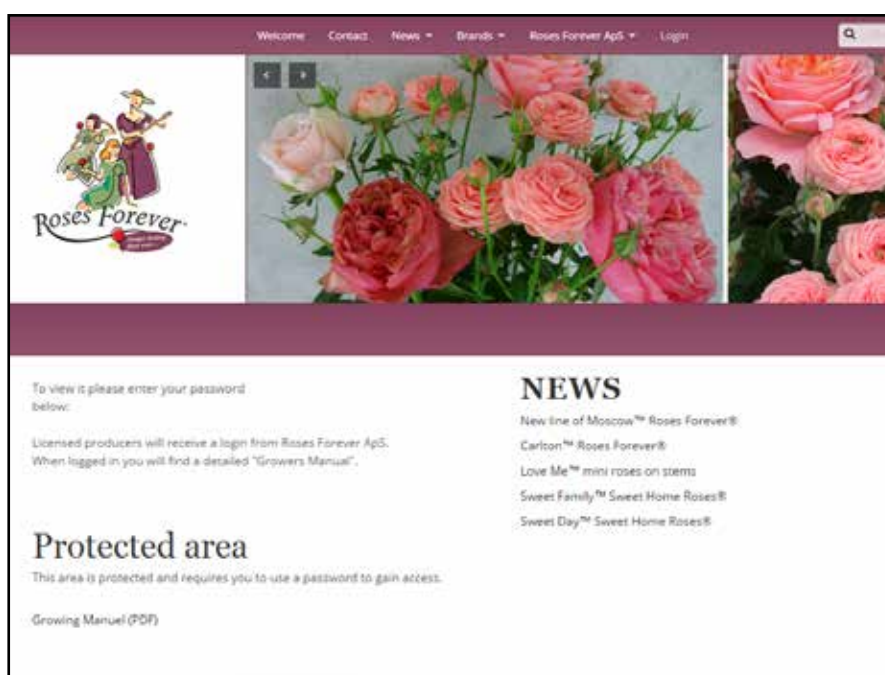 Welcome Contact News Brands Roses Forever ApS Login
Roses Forever®
To view it please enter your password
below:
Licensed producers will receive a login from Roses Forever ApS.
When logged in you will find a detailed "Growers Manual".
Protected area
This area is protected and requires you to use a password to gain access.
Growing Manuel (PDF)
NEWS
New line of Moscow™ Roses Forever®
Carlton™ Roses Forever®
Love Me™ mini roses on stems
Sweet Family™ Sweet Home Roses®
Sweet Day™ Sweet Home Roses®